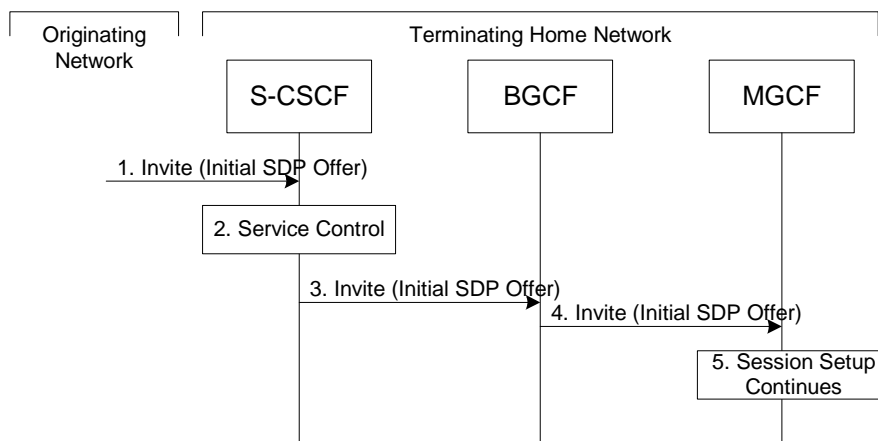 Originating
Network
Terminating Home Network
S-CSCF
BGCF
MGCF
1. Invite (Initial SDP Offer)
2. Service Control
3. Invite (Initial SDP Offer)
4. Invite (Initial SDP Offer)
5. Session Setup
Continues